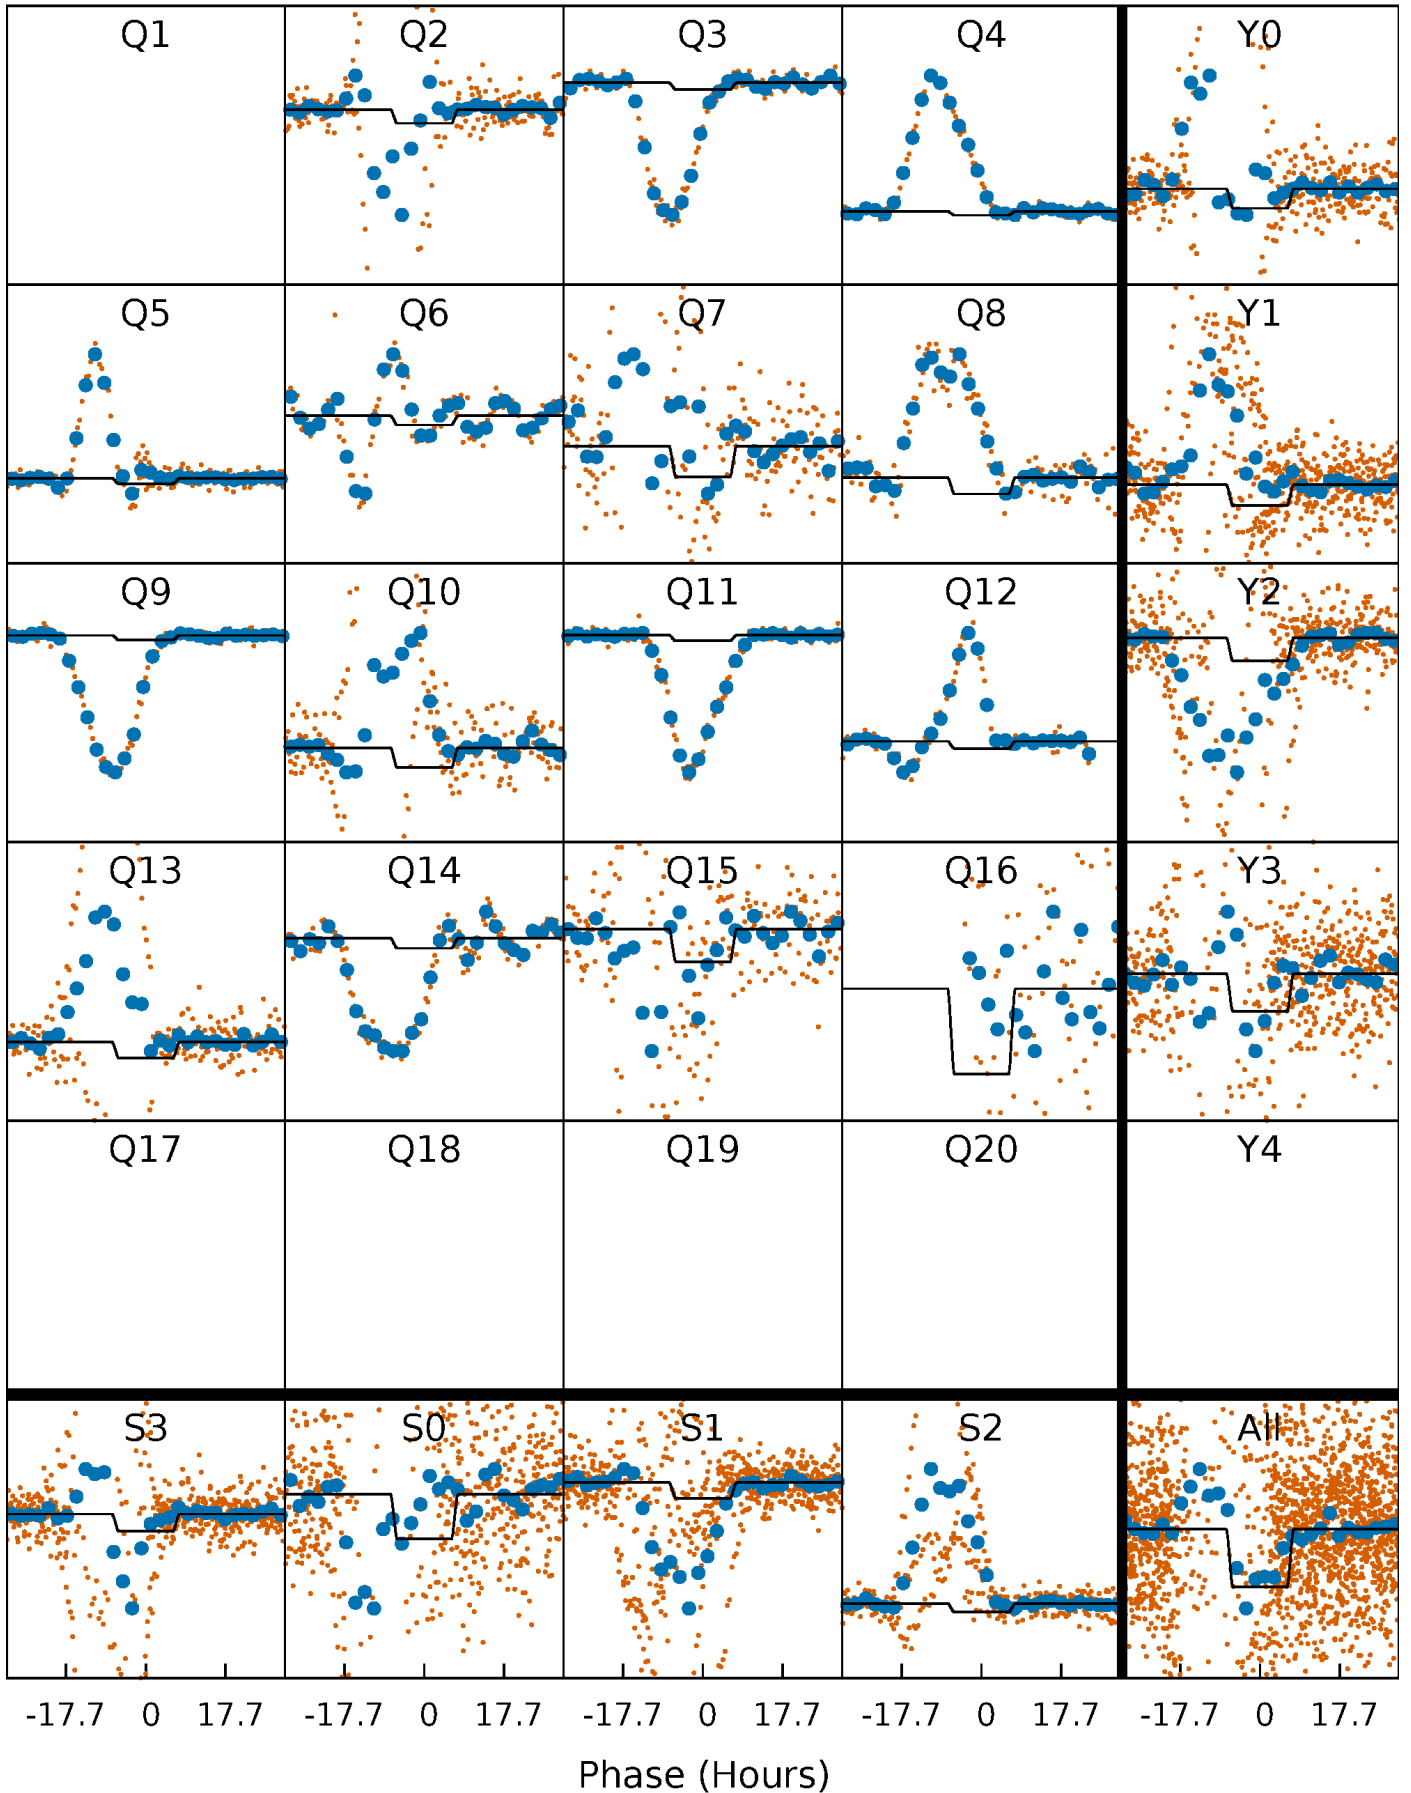 Q1 Q2 Q3 Q4 Y0
Q5 Q6 Q7 Q8 Y1
Q9 Q10 Q11 Q12 Y2
Q13 Q14 Q15 Q16 Y3
Q17 Q18 Q19 Q20 Y4
S3 S0 S1 S2 All
-17.7 0 17.7 -17.7 0 17.7 -17.7 0 17.7 -17.7 0 17.7 -17.7 0 17.7
Phase (Hours)